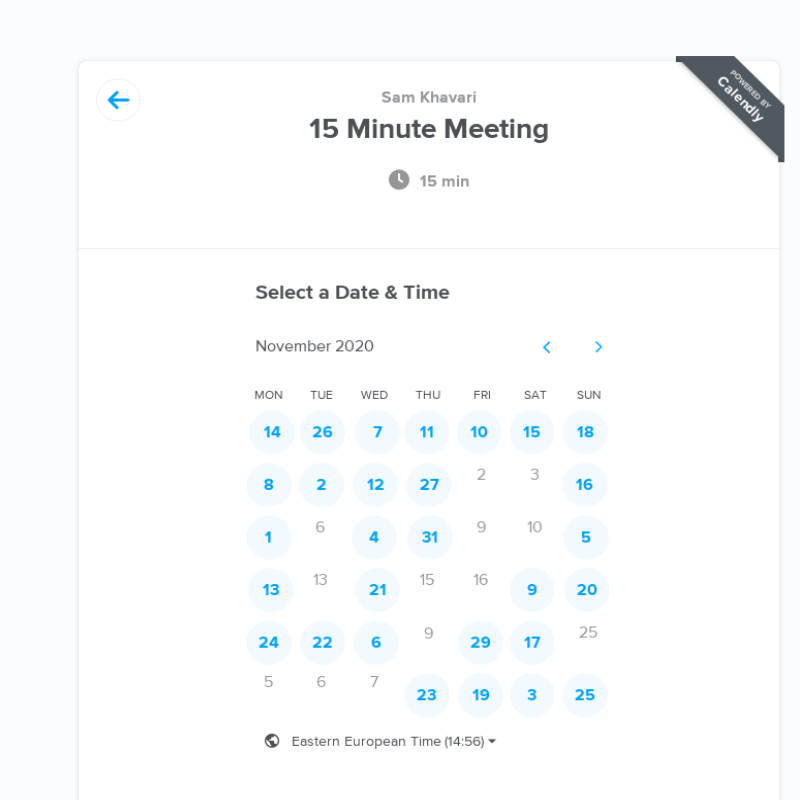 POWERED BY
Calendly
Sam Khavari
15 Minute Meeting
15 min
Select a Date & Time
November 2020
MON TUE WED THU FRI SAT SUN
14 26 7 11 10 15 18
8 2 12 27 2 3 16
1 6 4 31 9 10 5
13 13 21 15 16 9 20
24 22 6 9 29 17 25
5 6 7 23 19 3 25
Eastern European Time (14:56)